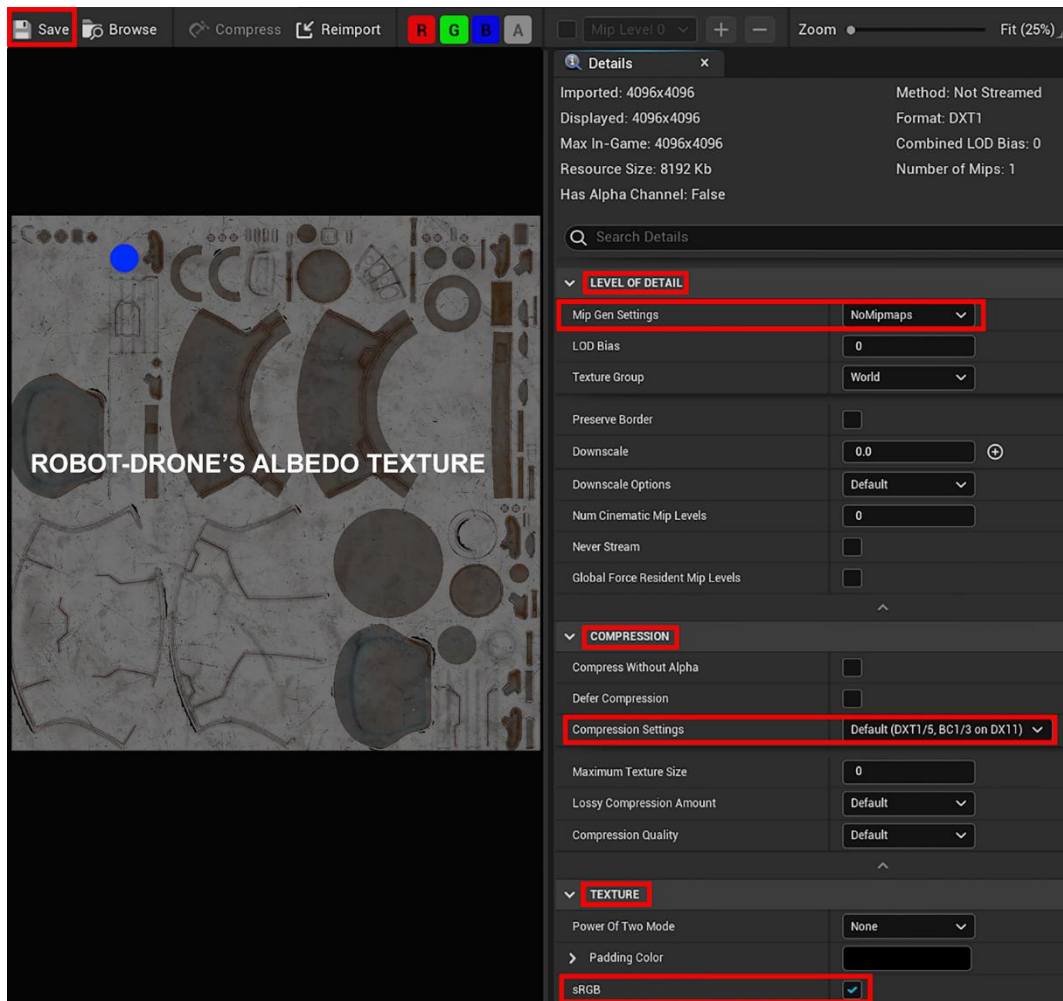 Save Browse Compress Reimport R G B A Mip Level 0 Zoom Fit (25%)
Details
Imported: 4096x4096 Method: Not Streamed
Displayed: 4096x4096 Format: DXT1
Max In-Game: 4096x4096 Combined LOD Bias: 0
Resource Size: 8192 Kb Number of Mips: 1
Has Alpha Channel: False
Search Details
LEVEL OF DETAIL
Mip Gen Settings NoMipmaps
LOD Bias 0
Texture Group World
Preserve Border
Downscale 0.0
Downscale Options Default
Num Cinematic Mip Levels 0
Never Stream
Global Force Resident Mip Levels
COMPRESSION
Compress Without Alpha
Defer Compression
Compression Settings Default (DXT1/5, BC1/3 on DX11)
Maximum Texture Size 0
Lossy Compression Amount Default
Compression Quality Default
TEXTURE
Power Of Two Mode None
Padding Color
sRGB
ROBOT-DRONE'S ALBEDO TEXTURE